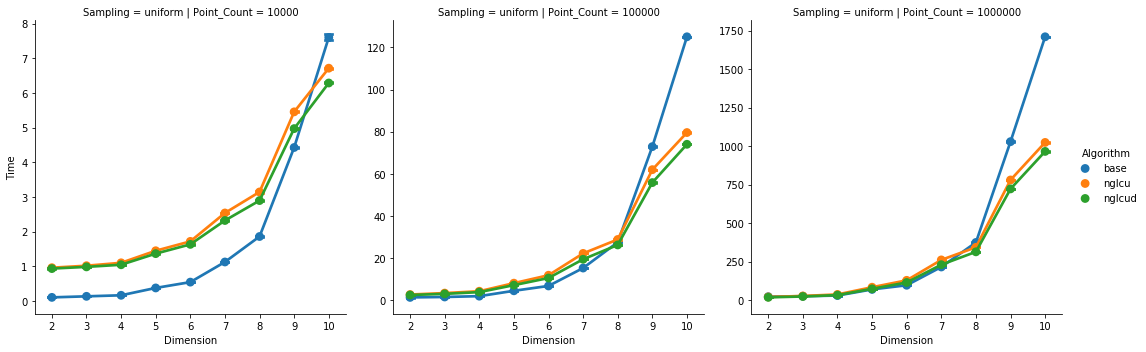 Sampling = uniform | Point_Count = 10000
8
7
6
5
4
3
2
1
0
Time
2 3 4 5 6 7 8 9 10
Dimension
Sampling = uniform | Point_Count = 100000
120
100
80
60
40
20
0
2 3 4 5 6 7 8 9 10
Dimension
Sampling = uniform | Point_Count = 1000000
1750
1500
1250
1000
750
500
250
0
2 3 4 5 6 7 8 9 10
Dimension
Algorithm
base
nglcu
nglcud